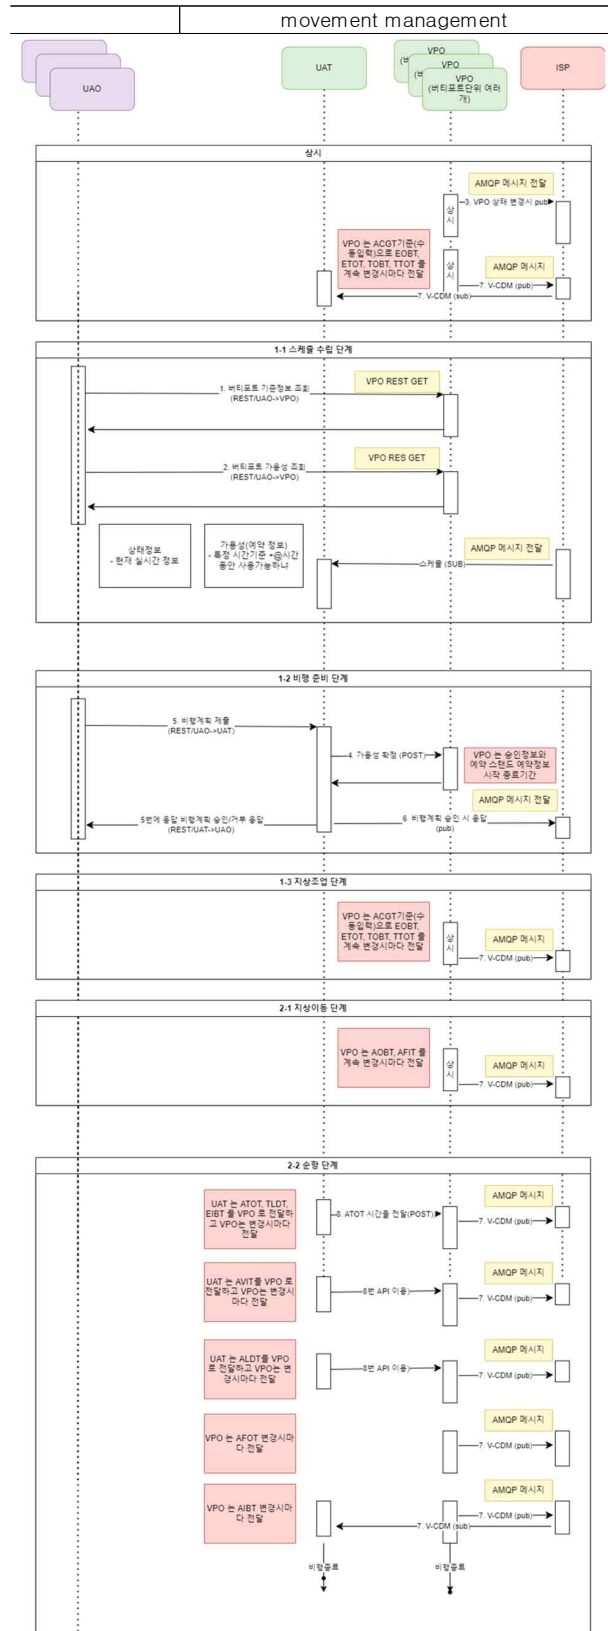 movement management
UAO
UAT
VPO
(버
VPO
(버
VPO
(버티포트단위 여러
개)
ISP
상시
AMQP 메시지 전달
3. VPO 상태 변경시 pub
상
시
VPO 는 ACGT기준(수
동입력)으로 EOBT,
ETOT, TOBT, TTOT 를
계속 변경시마다 전달
상
시
AMQP 메시지
7. V-CDM (pub)
7. V-CDM (sub)
1-1 스케줄 수립 단계
VPO REST GET
1. 버티포트 기준정보 조회
(REST/UAO->VPO)
VPO RES GET
2. 버티포트 가용성 조회
(REST/UAO->VPO)
상태정보
- 현재 실시간 정보
가용성(예약 정보)
- 특정 시간기준 +@시간
동안 사용가능하냐
AMQP 메시지 전달
스케줄 (SUB)
1-2 비행 준비 단계
5. 비행계획 제출
(REST/UAO->UAT)
4. 가용성 확정 (POST)
VPO 는 승인정보와
예약 스탠드 예약정보
시작 종료기간
AMQP 메시지 전달
5번에 응답 비행계획 승인/거부 응답
(REST/UAT->UAO)
6. 비행계획 승인 시 응답
(pub)
1-3 지상조업 단계
VPO 는 ACGT기준(수
동입력)으로 EOBT,
ETOT, TOBT, TTOT 를
계속 변경시마다 전달
상
시
AMQP 메시지
7. V-CDM (pub)
2-1 지상이동 단계
VPO 는 AOBT, AFIT 를
계속 변경시마다 전달
상
시
AMQP 메시지
7. V-CDM (pub)
2-2 순항 단계
UAT 는 ATOT, TLDT,
EIBT 를 VPO 로 전달하
고 VPO는 변경시마다
전달
8. ATOT 시간을 전달(POST)
AMQP 메시지
7. V-CDM (pub)
UAT 는 AVIT를 VPO 로
전달하고 VPO는 변경시
마다 전달
8번 API 이용)
AMQP 메시지
7. V-CDM (pub)
UAT 는 ALDT를 VPO
로 전달하고 VPO는 변
경시마다 전달
8번 API 이용)
AMQP 메시지
7. V-CDM (pub)
VPO 는 AFOT 변경시마
다 전달
AMQP 메시지
7. V-CDM (pub)
VPO 는 AIBT 변경시마
다 전달
AMQP 메시지
7. V-CDM (pub)
7. V-CDM (sub)
비행종료
비행종료